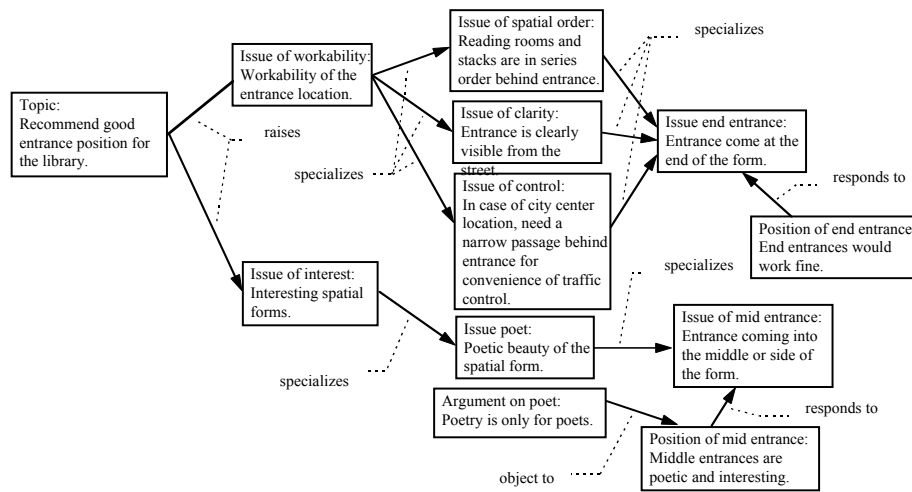 Topic:
Recommend good
entrance position for
the library.
raises
Issue of workability:
Workability of the
entrance location.
specializes
Issue of spatial order:
Reading rooms and
stacks are in series
order behind entrance.
specializes
Issue of clarity:
Entrance is clearly
visible from the
street.
Issue of control:
In case of city center
location, need a
narrow passage behind
entrance for
convenience of traffic
control.
Issue end entrance:
Entrance come at the
end of the form.
responds to
Position of end entrance
End entrances would
work fine.
Issue of interest:
Interesting spatial
forms.
specializes
Issue poet:
Poetic beauty of the
spatial form.
specializes
Issue of mid entrance:
Entrance coming into
the middle or side of
the form.
Argument on poet:
Poetry is only for poets.
object to
responds to
Position of mid entrance:
Middle entrances are
poetic and interesting.